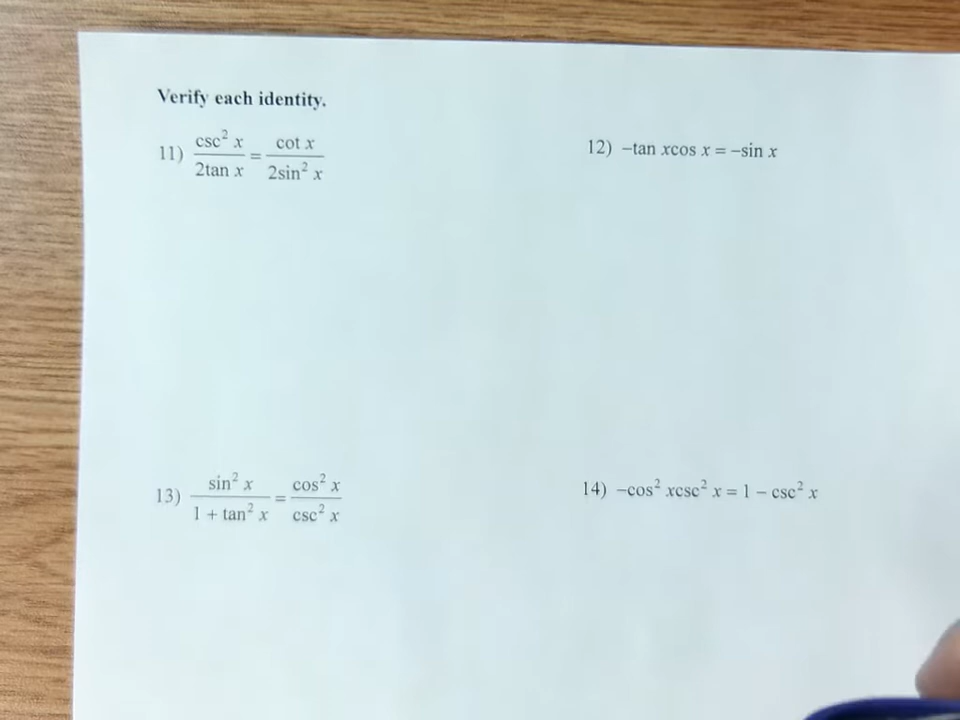 Verify each identity.
11) csc² x / 2tan x = cot x / 2sin² x
12) −tan xcos x = −sin x
13) sin² x / 1 + tan² x = cos² x / csc² x
14) −cos² xcsc² x = 1 − csc² x